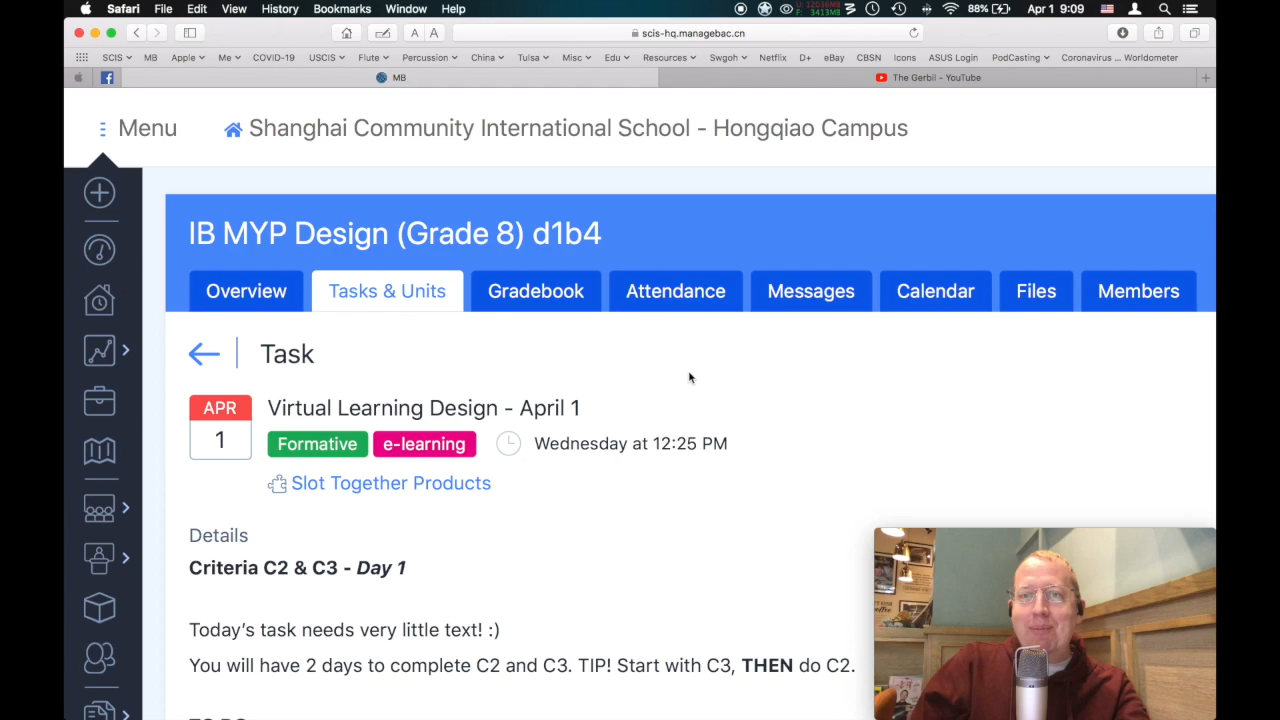 Safari File Edit View History Bookmarks Window Help 88% Apr 1 9:09
scis-hq.managebac.cn
A A
SCIS MB Apple Me COVID-19 USCIS Flute Percussion China Tulsa Misc Edu Resources Swgoh Netflix D+ eBay CBSN Icons ASUS Login PodCasting Coronavirus ... Worldometer
MB The Gerbil - YouTube
Menu Shanghai Community International School - Hongqiao Campus
IB MYP Design (Grade 8) d1b4
Overview Tasks & Units Gradebook Attendance Messages Calendar Files Members
Task
APR
1
Virtual Learning Design - April 1
Formative e-learning Wednesday at 12:25 PM
Slot Together Products
Details
Criteria C2 & C3 - Day 1
Today's task needs very little text! :)
You will have 2 days to complete C2 and C3. TIP! Start with C3, THEN do C2.